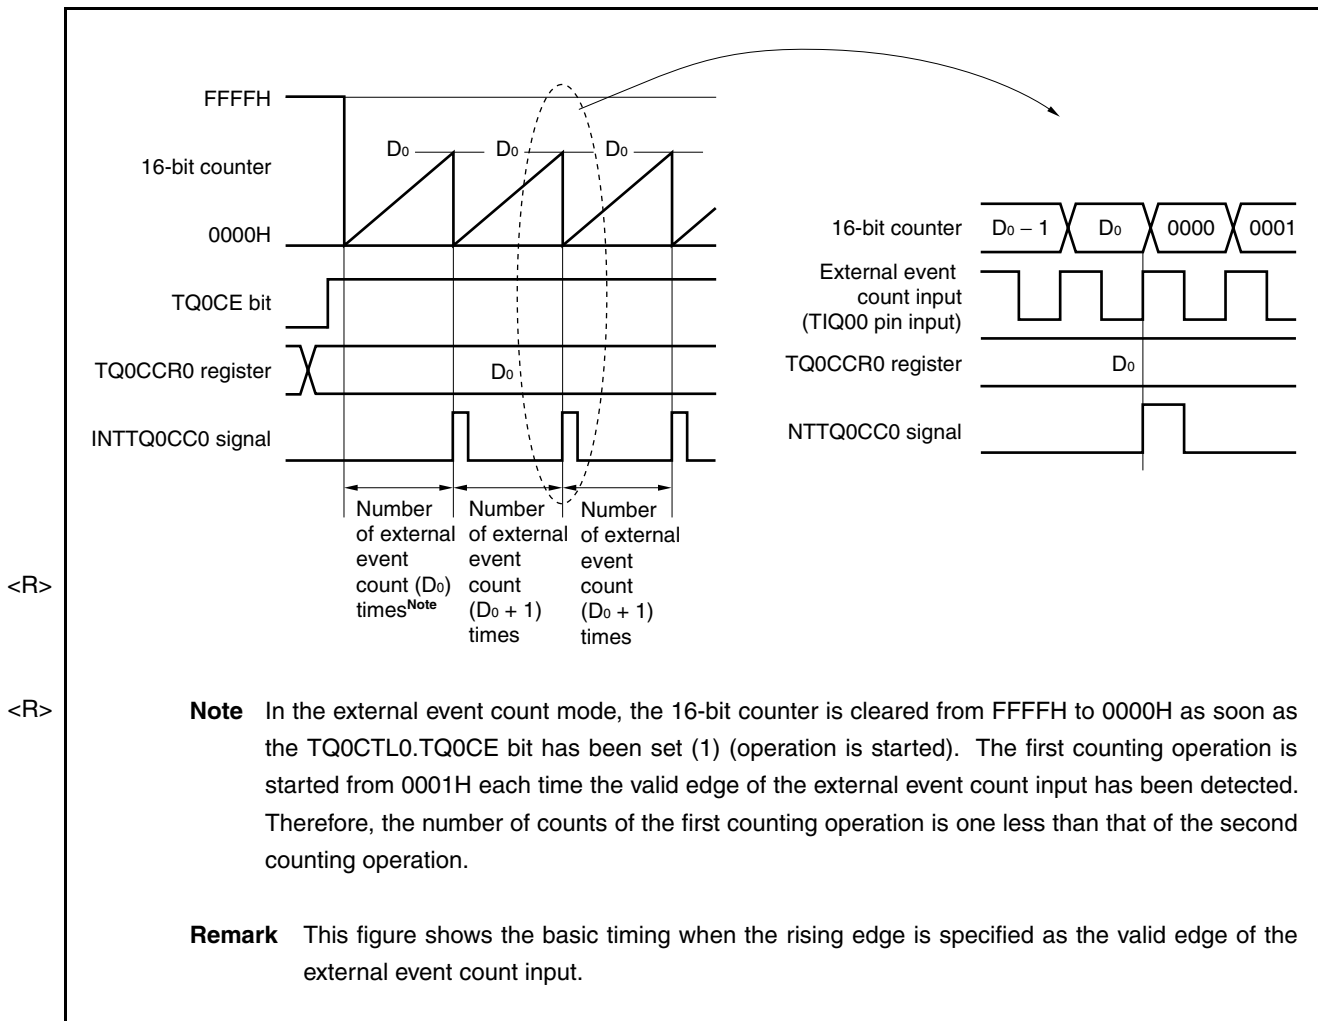 FFFFH
D0 D0 D0
16-bit counter
0000H
TQ0CE bit
TQ0CCR0 register
D0
INTTQ0CC0 signal
Number
of external
event
count (D0)
timesNote
Number
of external
event
count
(D0 + 1)
times
Number
of external
event
count
(D0 + 1)
times
16-bit counter D0 − 1 D0 0000 0001
External event
count input
(TIQ00 pin input)
TQ0CCR0 register D0
NTTQ0CC0 signal
<R>
<R>
Note In the external event count mode, the 16-bit counter is cleared from FFFFH to 0000H as soon as
the TQ0CTL0.TQ0CE bit has been set (1) (operation is started). The first counting operation is
started from 0001H each time the valid edge of the external event count input has been detected.
Therefore, the number of counts of the first counting operation is one less than that of the second
counting operation.
Remark This figure shows the basic timing when the rising edge is specified as the valid edge of the
external event count input.